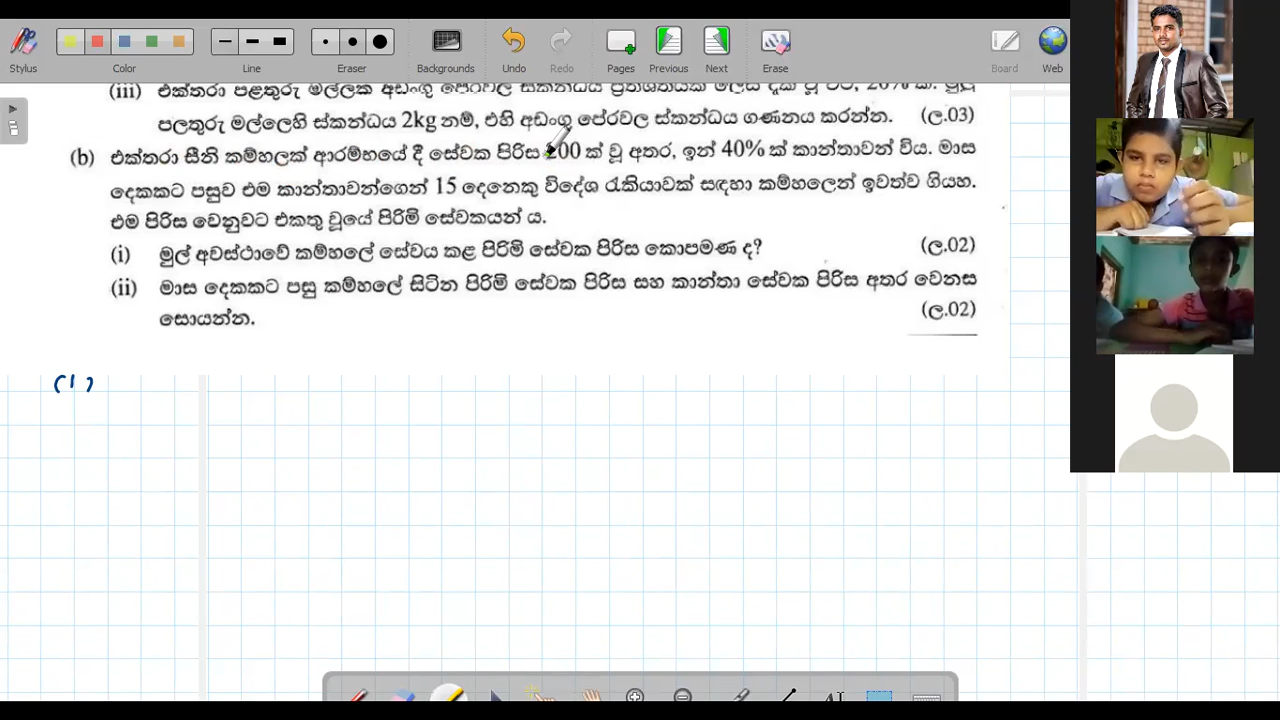 Stylus
Color
Line
Eraser
Backgrounds
Undo
Redo
Pages
Previous
Next
Erase
Board
Web
(iii) එක්තරා පළතුරු මල්ලක අඩංගු පේරවල ස්කන්ධය ප්‍රතිශතයක් ලෙස
පලතුරු මල්ලෙහි ස්කන්ධය 2kg නම්, එහි අඩංගු පේරවල ස්කන්ධය ගණනය කරන්න. (ල.03)
(b) එක්තරා සීනි කම්හලක් ආරම්භයේ දී සේවක පිරිස 200 ක් වූ අතර, ඉන් 40% ක් කාන්තාවන් විය. මාස
දෙකකට පසුව එම කාන්තාවන්ගෙන් 15 දෙනෙකු විදේශ රැකියාවක් සඳහා කම්හලෙන් ඉවත්ව ගියහ.
එම පිරිස වෙනුවට එකතු වූයේ පිරිමි සේවකයන් ය.
(i) මුල් අවස්ථාවේ කම්හලේ සේවය කළ පිරිමි සේවක පිරිස කොපමණ ද? (ල.02)
(ii) මාස දෙකකට පසු කම්හලේ සිටින පිරිමි සේවක පිරිස සහ කාන්තා සේවක පිරිස අතර වෙනස
සොයන්න. (ල.02)
(1)